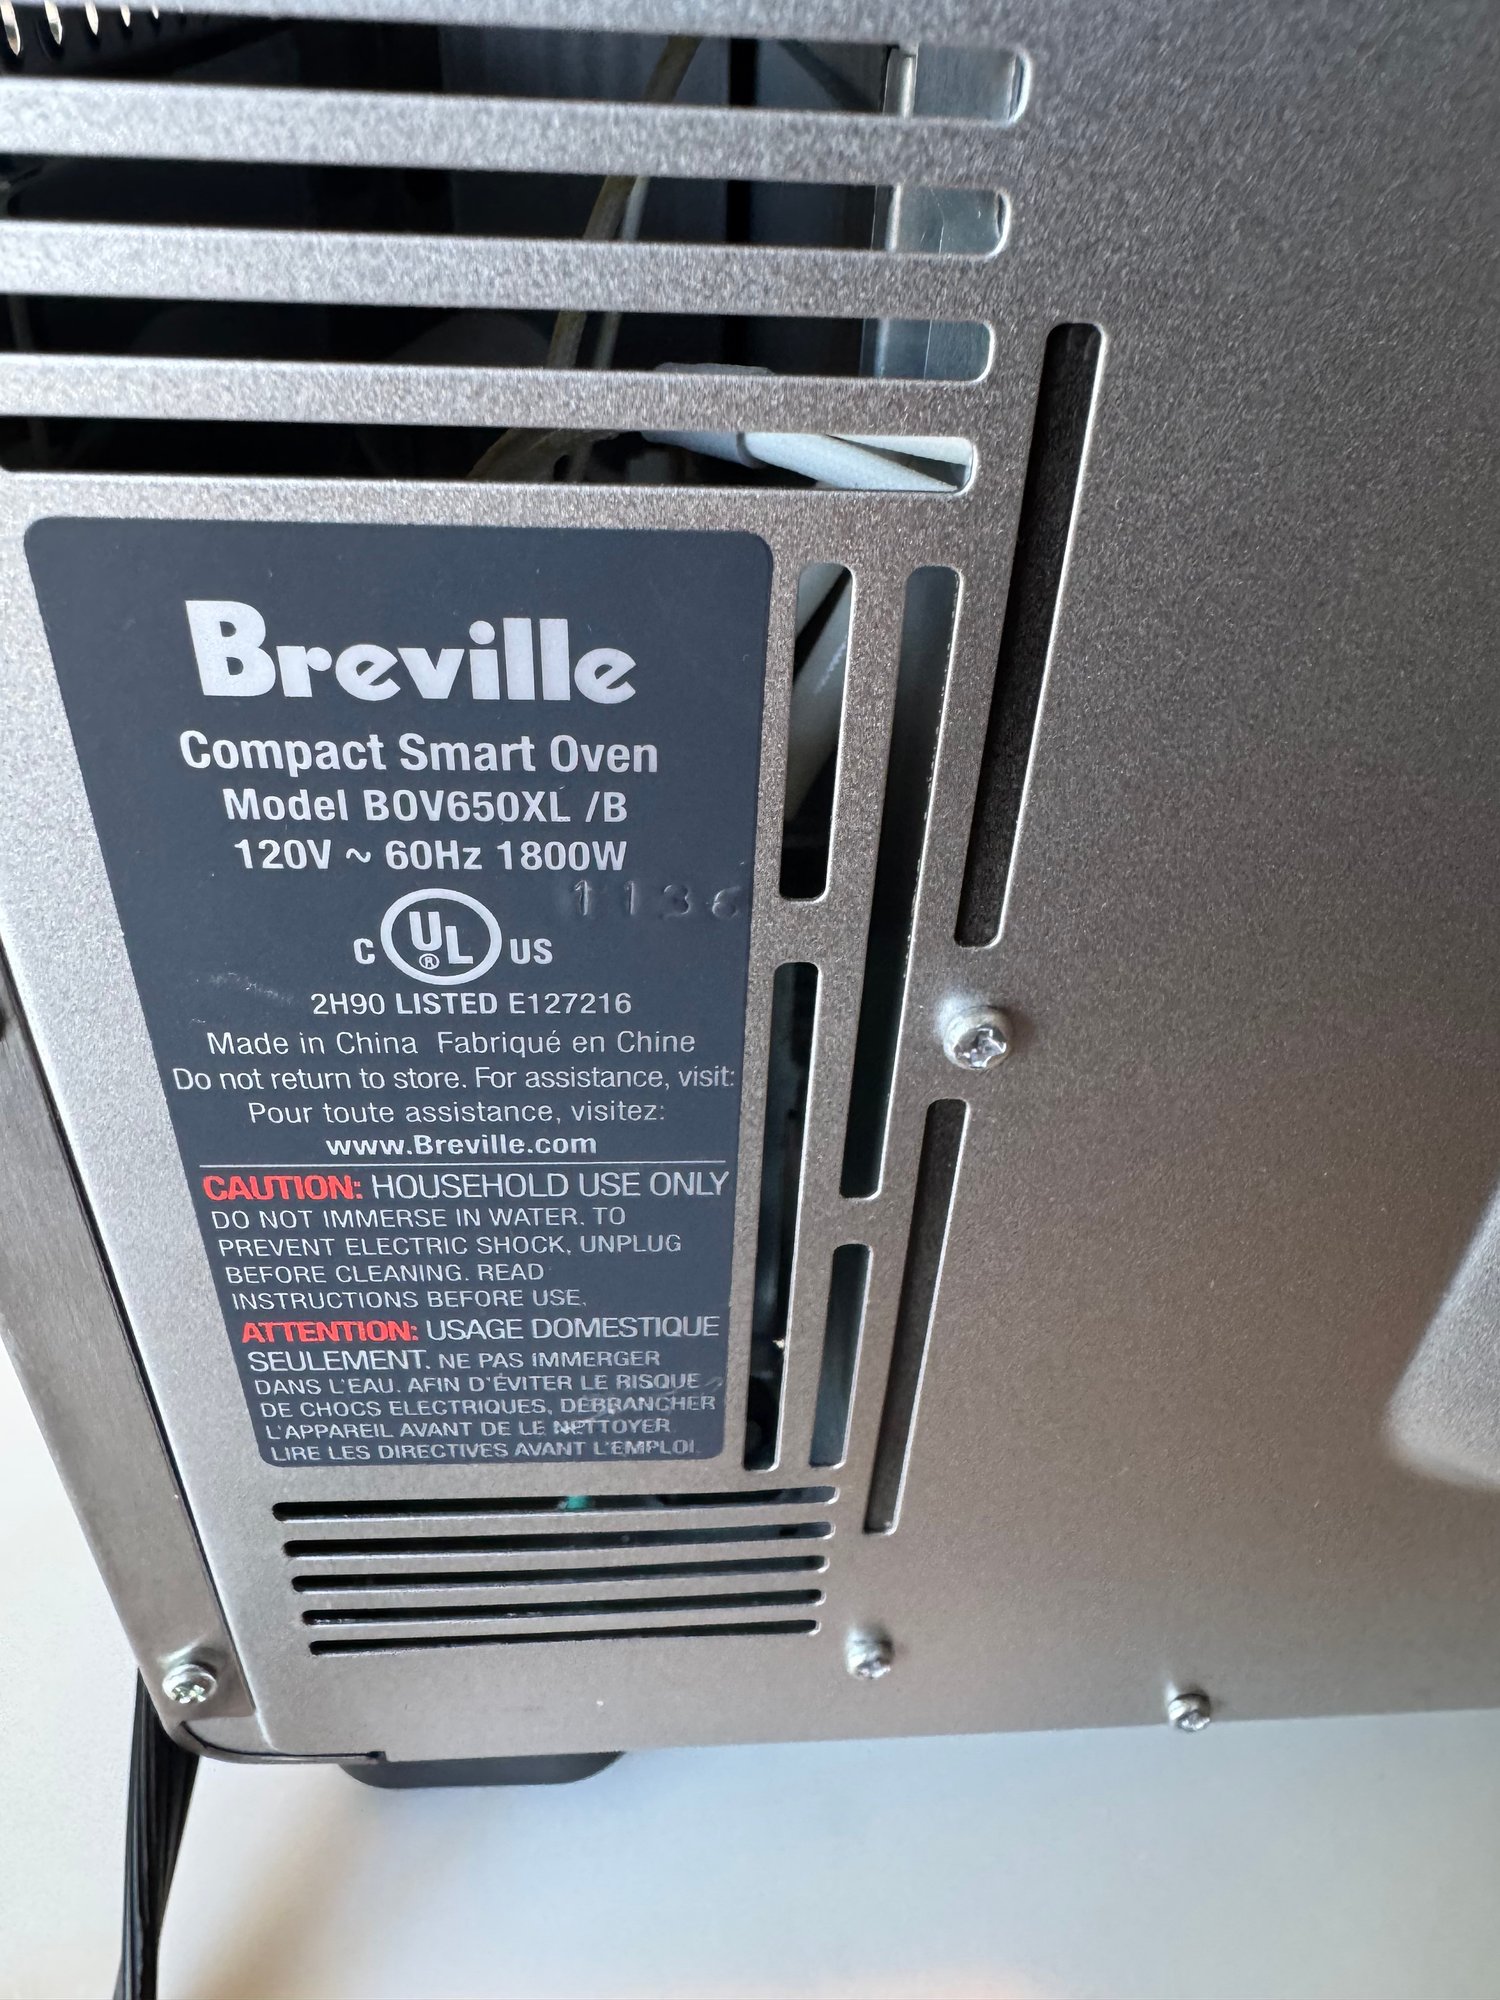 Breville
Compact Smart Oven
Model BOV650XL /B
120V ~ 60Hz 1800W
1136
C UL® US
2H90 LISTED E127216
Made in China Fabriqué en Chine
Do not return to store. For assistance, visit:
Pour toute assistance, visitez:
www.Breville.com
CAUTION: HOUSEHOLD USE ONLY
DO NOT IMMERSE IN WATER. TO
PREVENT ELECTRIC SHOCK, UNPLUG
BEFORE CLEANING. READ
INSTRUCTIONS BEFORE USE.
ATTENTION: USAGE DOMESTIQUE
SEULEMENT. NE PAS IMMERGER
DANS L'EAU. AFIN D'ÉVITER LE RISQUE
DE CHOCS ELECTRIQUES, DEBRANCHER
L'APPAREIL AVANT DE LE NETTOYER
LIRE LES DIRECTIVES AVANT L'EMPLOI.